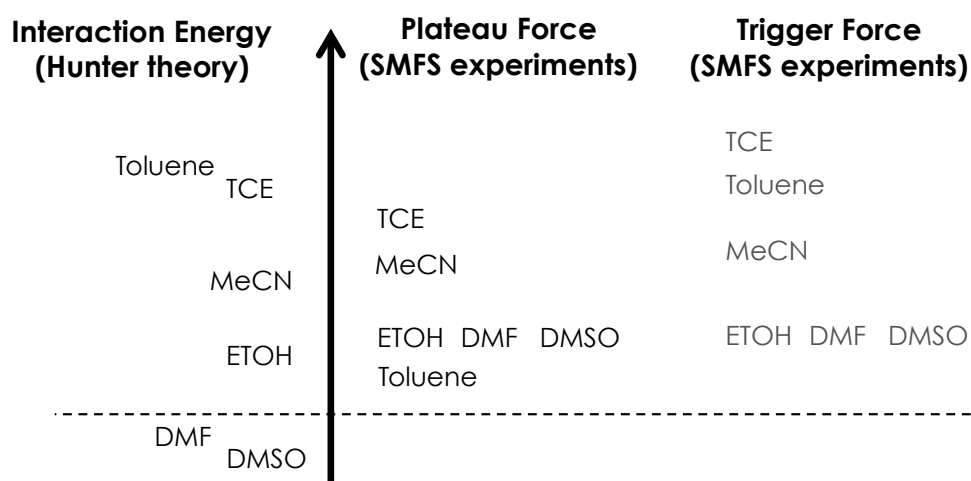 Interaction Energy
(Hunter theory)
Plateau Force
(SMFS experiments)
Trigger Force
(SMFS experiments)
Toluene
TCE
MeCN
ETOH
DMF
DMSO
TCE
MeCN
ETOH DMF DMSO
Toluene
TCE
Toluene
MeCN
ETOH DMF DMSO